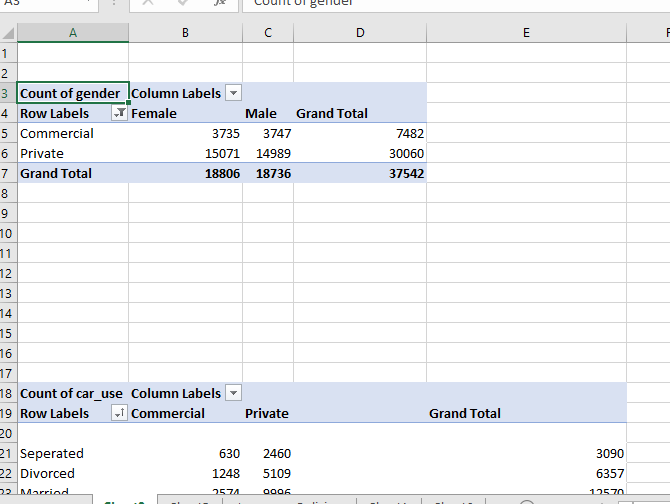 A3 fx Count of gender
A B C D E F
1
2
3 Count of gender Column Labels
4 Row Labels Female Male Grand Total
5 Commercial 3735 3747 7482
6 Private 15071 14989 30060
7 Grand Total 18806 18736 37542
8
9
10
11
12
13
14
15
16
17
18 Count of car_use Column Labels
19 Row Labels Commercial Private Grand Total
20
21 Seperated 630 2460 3090
22 Divorced 1248 5109 6357
23 Married 2574 9996 12570